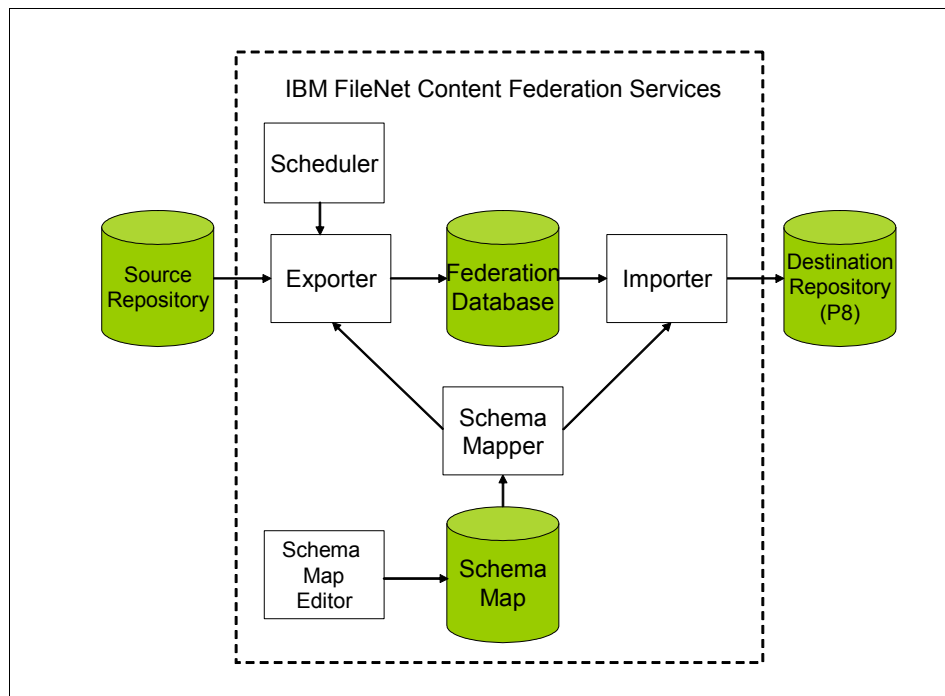 IBM FileNet Content Federation Services
Scheduler
Source
Repository
Exporter
Federation
Database
Importer
Destination
Repository
(P8)
Schema
Mapper
Schema
Map
Editor
Schema
Map